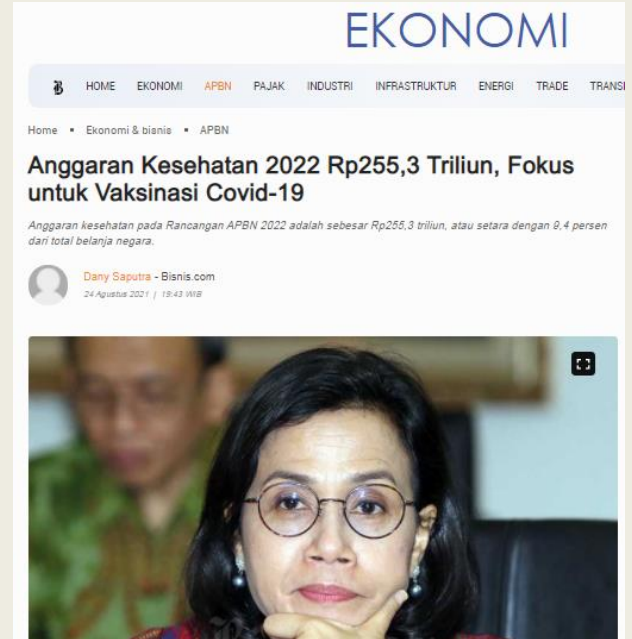 EKONOMI
HOME EKONOMI APBN PAJAK INDUSTRI INFRASTRUKTUR ENERGI TRADE TRANS
Home ▪ Ekonomi & bisnis ▪ APBN
Anggaran Kesehatan 2022 Rp255,3 Triliun, Fokus
untuk Vaksinasi Covid-19
Anggaran kesehatan pada Rancangan APBN 2022 adalah sebesar Rp255,3 triliun, atau setara dengan 9,4 persen
dari total belanja negara.
Dany Saputra - Bisnis.com
24 Agustus 2021 | 19:43 WIB